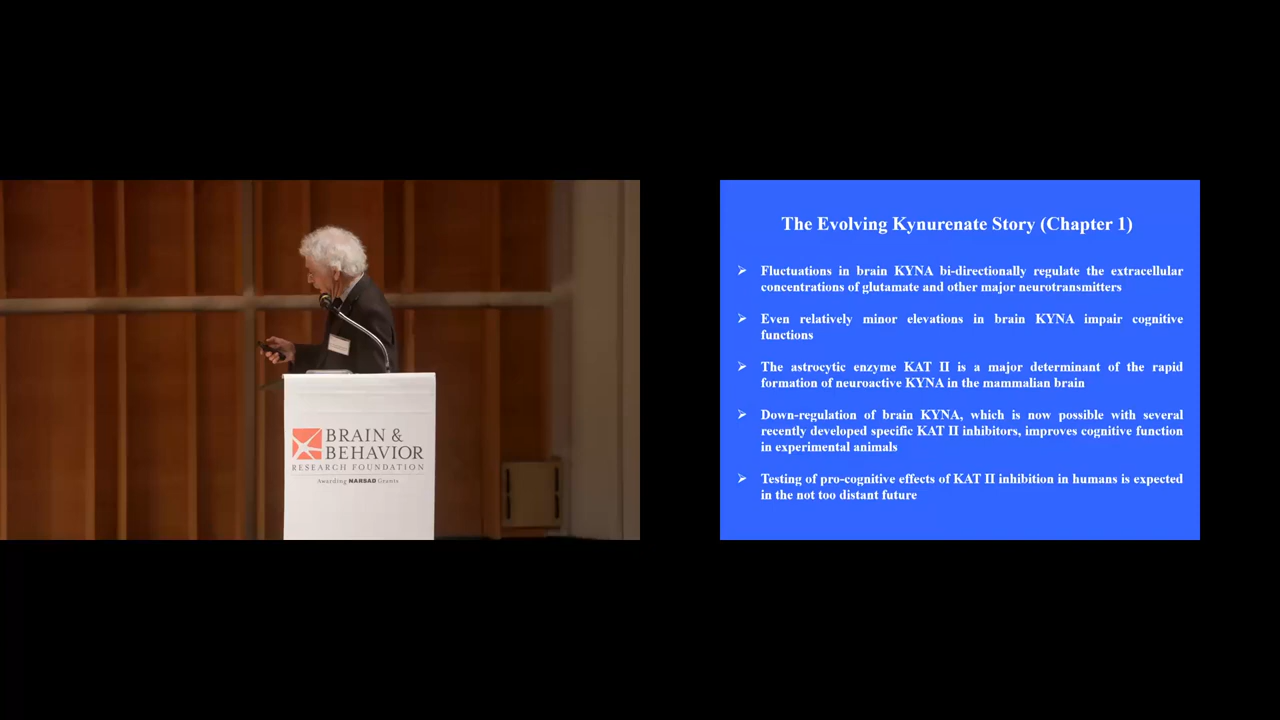 BRAIN &
BEHAVIOR
RESEARCH FOUNDATION
Awarding NARSAD Grants
The Evolving Kynurenate Story (Chapter 1)
Fluctuations in brain KYNA bi-directionally regulate the extracellular
concentrations of glutamate and other major neurotransmitters
Even relatively minor elevations in brain KYNA impair cognitive
functions
The astrocytic enzyme KAT II is a major determinant of the rapid
formation of neuroactive KYNA in the mammalian brain
Down-regulation of brain KYNA, which is now possible with several
recently developed specific KAT II inhibitors, improves cognitive function
in experimental animals
Testing of pro-cognitive effects of KAT II inhibition in humans is expected
in the not too distant future